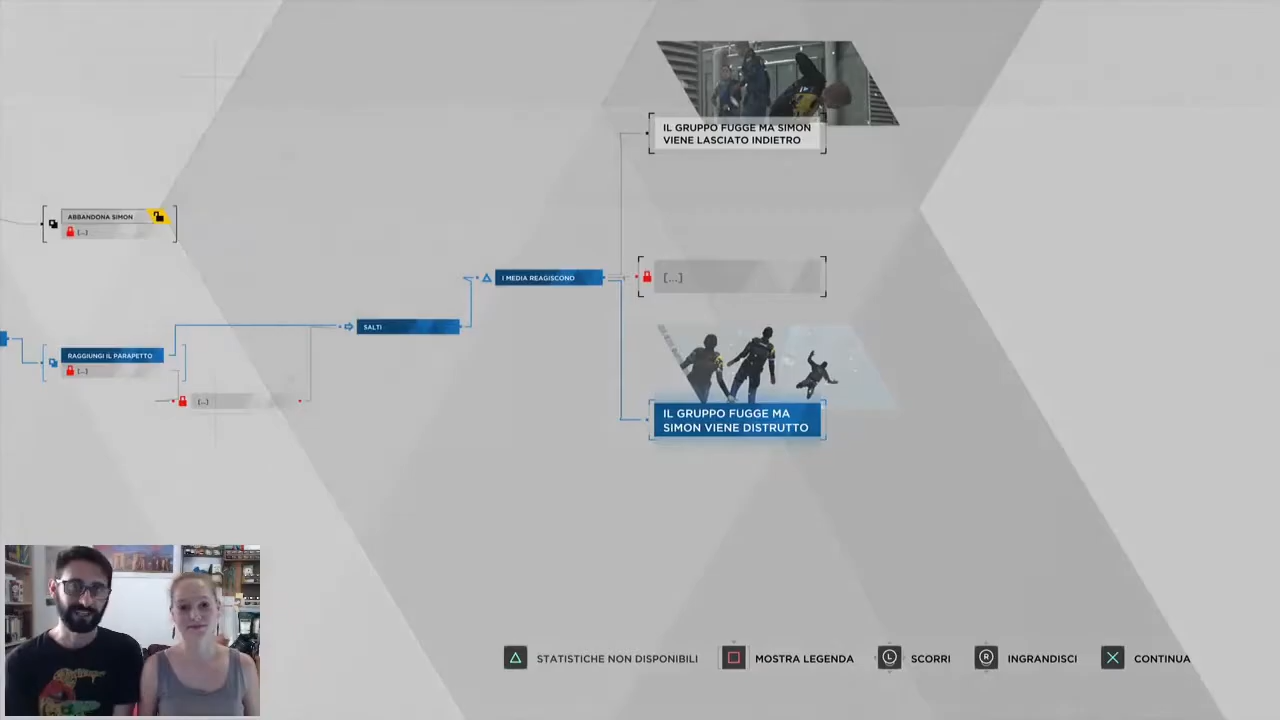 IL GRUPPO FUGGE MA SIMON
VIENE LASCIATO INDIETRO
ABBANDONA SIMON
[...]
I MEDIA REAGISCONO
[...]
SALTI
RAGGIUNGI IL PARAPETTO
[...]
[...]
IL GRUPPO FUGGE MA
SIMON VIENE DISTRUTTO
STATISTICHE NON DISPONIBILI
MOSTRA LEGENDA
L SCORRI
R INGRANDISCI
CONTINUA